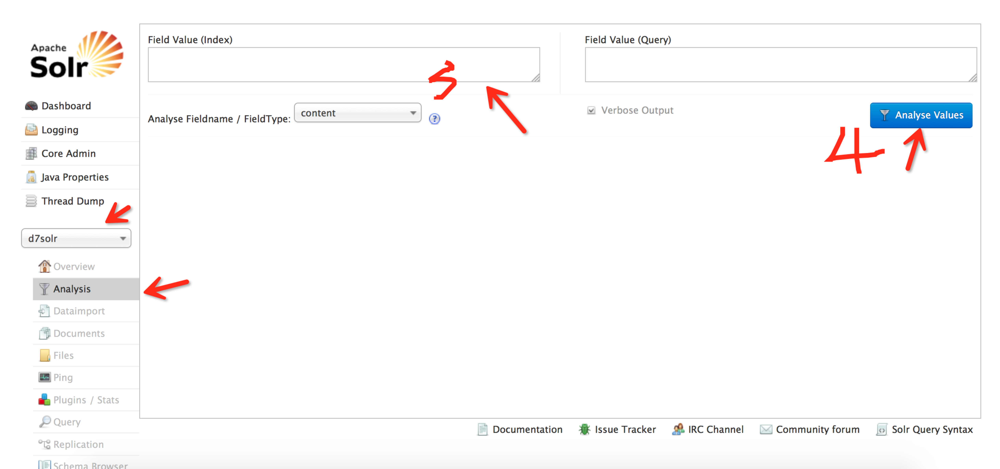 Apache
Solr
Dashboard
Logging
Core Admin
Java Properties
Thread Dump
d7solr
Overview
Analysis
Dataimport
Documents
Files
Ping
Plugins / Stats
Query
Replication
Schema Browser
Field Value (Index)
Field Value (Query)
3
Analyse Fieldname / FieldType: content ?
Verbose Output
Analyse Values
4
Documentation Issue Tracker IRC Channel Community forum Solr Query Syntax